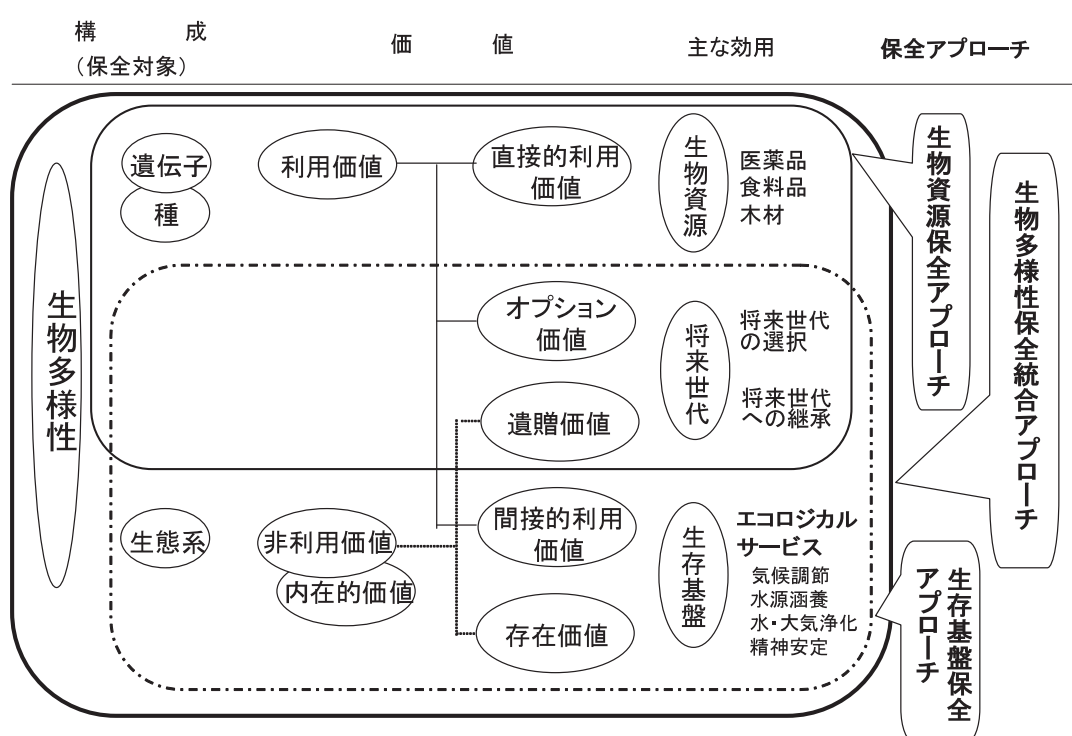 構　成
（保全対象）
価　値
主な効用
保全アプローチ
生物多様性
遺伝子
種
利用価値
直接的利用
価値
生物資源
医薬品
食料品
木材
オプション
価値
遺贈価値
将来世代
将来世代
の選択
将来世代
への継承
生態系
非利用価値
内在的価値
間接的利用
価値
存在価値
生存基盤
エコロジカル
サービス
気候調節
水源涵養
水・大気浄化
精神安定
生物資源保全アプローチ
生物多様性保全統合アプローチ
生存基盤保全
アプローチ